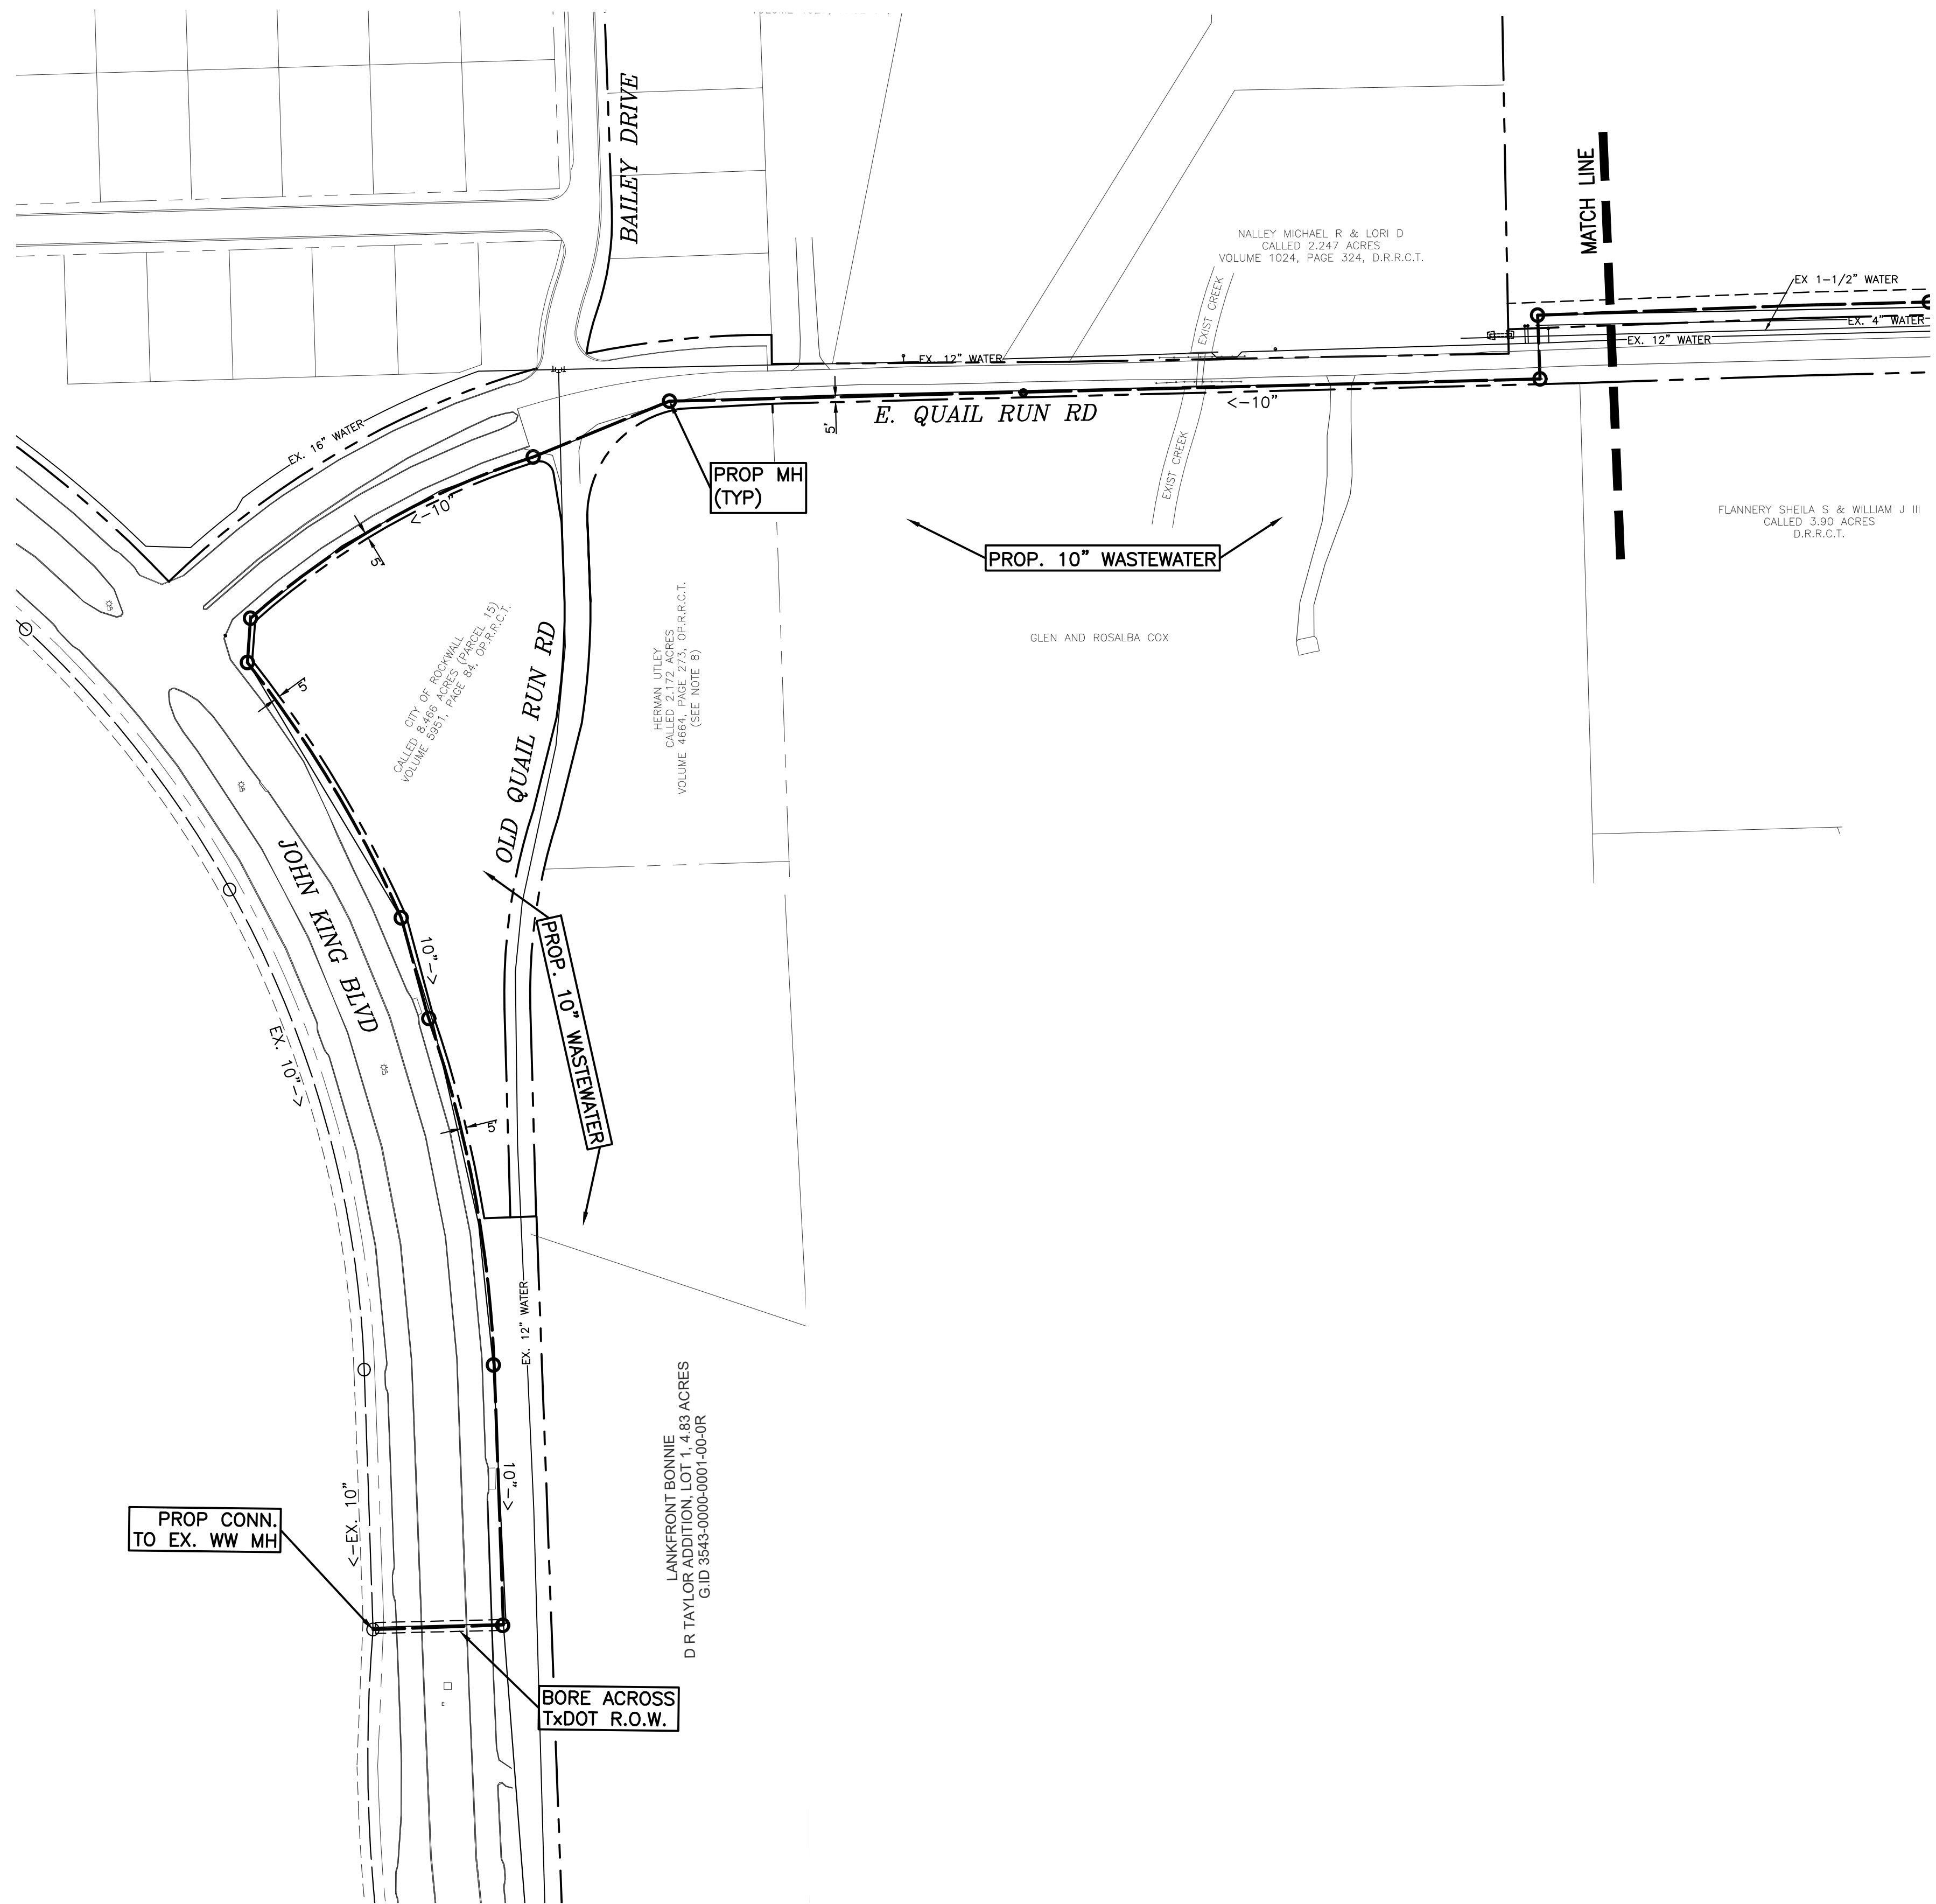 BAILEY DRIVE
MATCH LINE
NALLEY MICHAEL R & LORI D
CALLED 2.247 ACRES
VOLUME 1024, PAGE 324, D.R.R.C.T.
EX 1-1/2" WATER
EX. 4" WATER
EX. 12" WATER
EXIST CREEK
EX. 12" WATER
E. QUAIL RUN RD
<-10"
5'
EX. 16" WATER
<-10"
5'
PROP MH
(TYP)
EXIST CREEK
PROP. 10" WASTEWATER
FLANNERY SHEILA S & WILLIAM J III
CALLED 3.90 ACRES
D.R.R.C.T.
GLEN AND ROSALBA COX
CITY OF ROCKWALL
CALLED 8.466 ACRES (PARCEL 15)
VOLUME 5951, PAGE 84, OP.R.R.C.T.
HERMAN UTLEY
CALLED 2.172 ACRES
VOLUME 4664, PAGE 273, OP.R.R.C.T.
(SEE NOTE 8)
OLD QUAIL RUN RD
5'
JOHN KING BLVD
10"->
PROP. 10" WASTEWATER
EX. 10"->
5'
EX. 12" WATER
LANKFRONT BONNIE
D R TAYLOR ADDITION, LOT 1, 4.83 ACRES
G.ID 3543-0000-0001-00-0R
<-EX. 10"
10"
<-"
PROP CONN.
TO EX. WW MH
BORE ACROSS
TxDOT R.O.W.
E